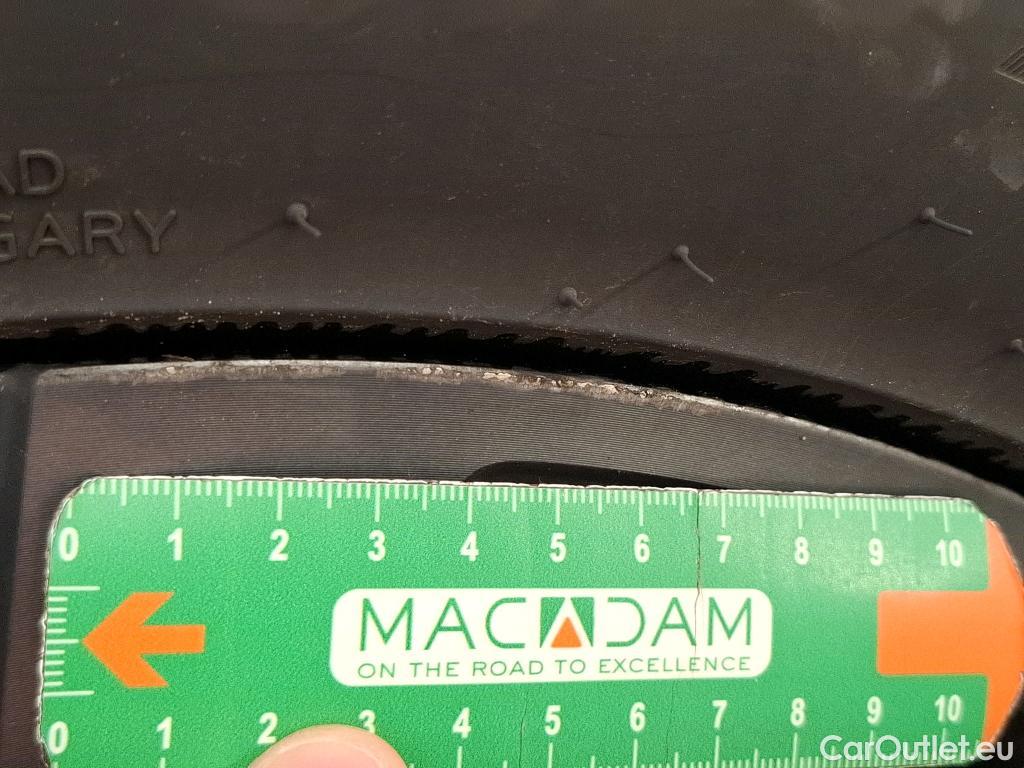 AD
GARY
0 1 2 3 4 5 6 7 8 9 10
MACADAM
ON THE ROAD TO EXCELLENCE
0 1 2 3 4 5 6 7 8 9 10
CarOutlet.eu